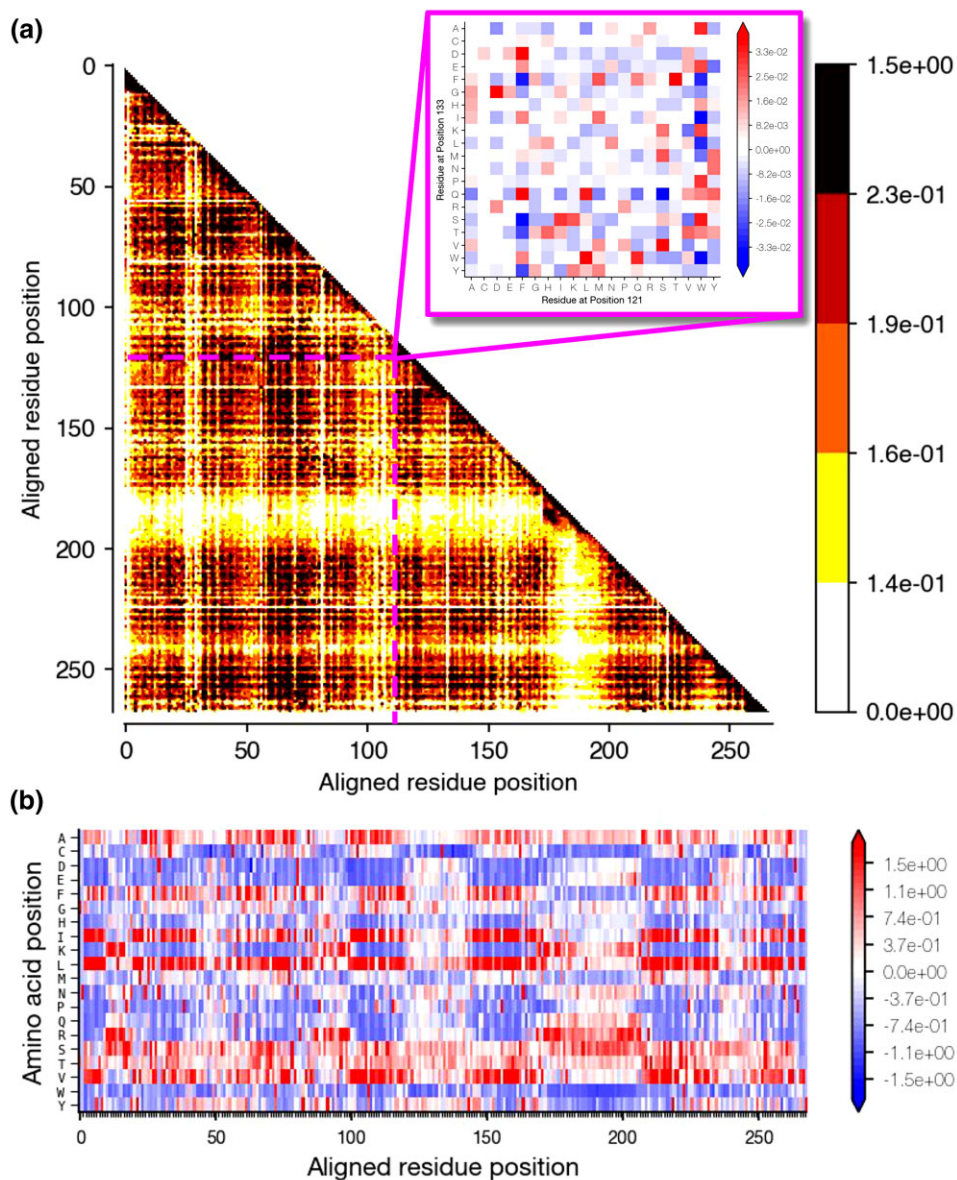 (a)
0
50
100
150
200
250
Aligned residue position
0 50 100 150 200 250
Aligned residue position
Residue at Position 133
A
C
D
E
F
G
H
I
K
L
M
N
P
Q
R
S
T
V
W
Y
A C D E F G H I K L M N P Q R S T V W Y
Residue at Position 121
3.3e-02
2.5e-02
1.6e-02
8.2e-03
0.0e+00
-8.2e-03
-1.6e-02
-2.5e-02
-3.3e-02
1.5e+00
2.3e-01
1.9e-01
1.6e-01
1.4e-01
0.0e+00
(b)
Amino acid position
A
C
D
E
F
G
H
I
K
L
M
N
P
Q
R
S
T
V
W
Y
0 50 100 150 200 250
Aligned residue position
1.5e+00
1.1e+00
7.4e-01
3.7e-01
0.0e+00
-3.7e-01
-7.4e-01
-1.1e+00
-1.5e+00